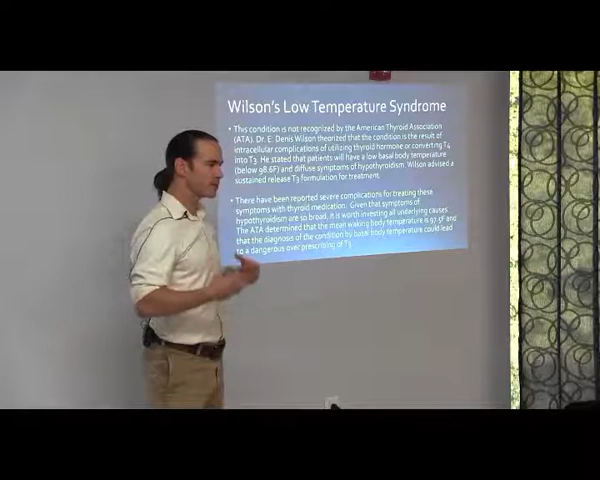 Wilson's Low Temperature Syndrome
• This condition is not recognized by the American Thyroid Association
(ATA). Dr. E. Denis Wilson theorized that the condition is the result of
intracellular complications of utilizing thyroid hormone or converting T4
into T3. He stated that patients will have a low basal body temperature
(below 98.6F) and diffuse symptoms of hypothyroidism. Wilson advised a
sustained release T3 formulation for treatment.
• There have been reported severe complications for treating these
symptoms with thyroid medication. Given that symptoms of
hypothyroidism are so broad, it is worth investing all underlying causes
The ATA determined that the mean waking body temperature is 97.5F and
that the diagnosis of the condition by basal body temperature could lead
to a dangerous over prescribing of T3